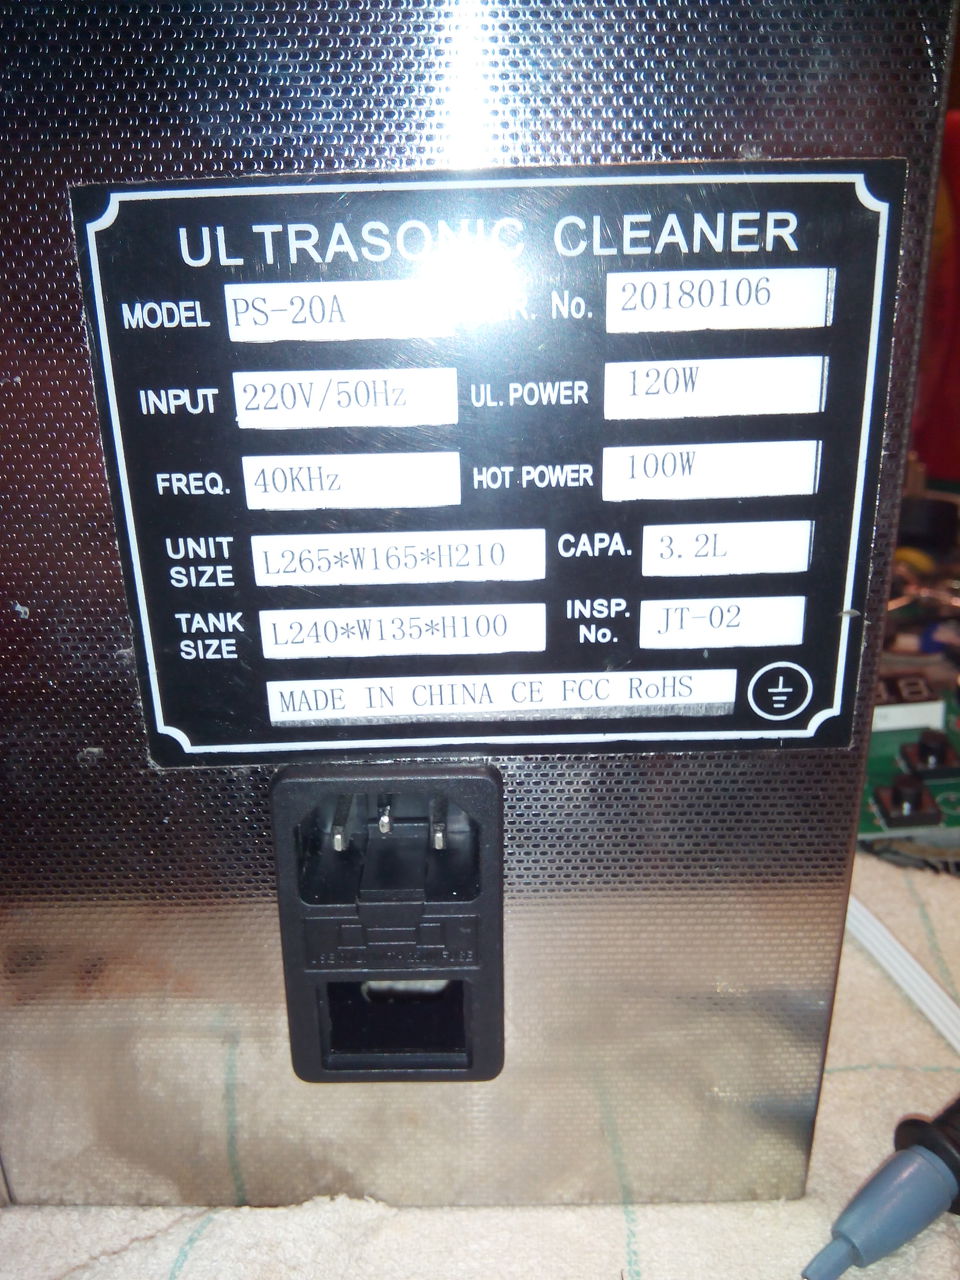 ULTRASONIC CLEANER
MODEL PS-20A No. 20180106
INPUT 220V/50Hz UL. POWER 120W
FREQ. 40KHz HOT POWER 100W
UNIT SIZE L265*W165*H210 CAPA. 3.2L
TANK SIZE L240*W135*H100 INSP. No. JT-02
MADE IN CHINA CE FCC RoHS
FUSE